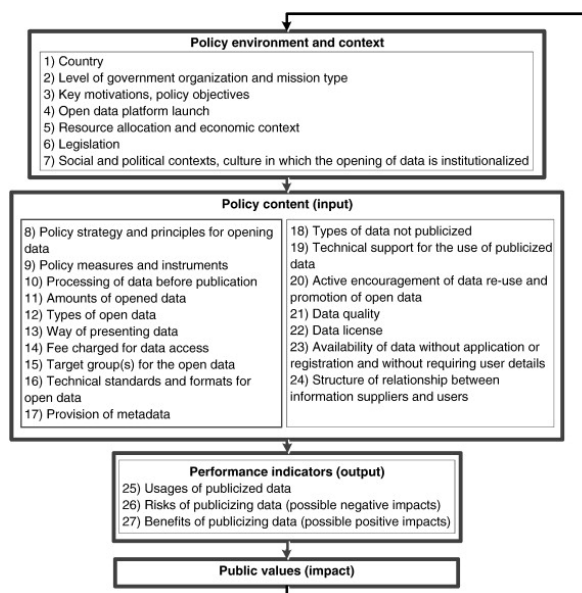 Policy environment and context
1) Country
2) Level of government organization and mission type
3) Key motivations, policy objectives
4) Open data platform launch
5) Resource allocation and economic context
6) Legislation
7) Social and political contexts, culture in which the opening of data is institutionalized
Policy content (input)
8) Policy strategy and principles for opening
data
9) Policy measures and instruments
10) Processing of data before publication
11) Amounts of opened data
12) Types of open data
13) Way of presenting data
14) Fee charged for data access
15) Target group(s) for the open data
16) Technical standards and formats for
open data
17) Provision of metadata
18) Types of data not publicized
19) Technical support for the use of publicized
data
20) Active encouragement of data re-use and
promotion of open data
21) Data quality
22) Data license
23) Availability of data without application or
registration and without requiring user details
24) Structure of relationship between
information suppliers and users
Performance indicators (output)
25) Usages of publicized data
26) Risks of publicizing data (possible negative impacts)
27) Benefits of publicizing data (possible positive impacts)
Public values (impact)